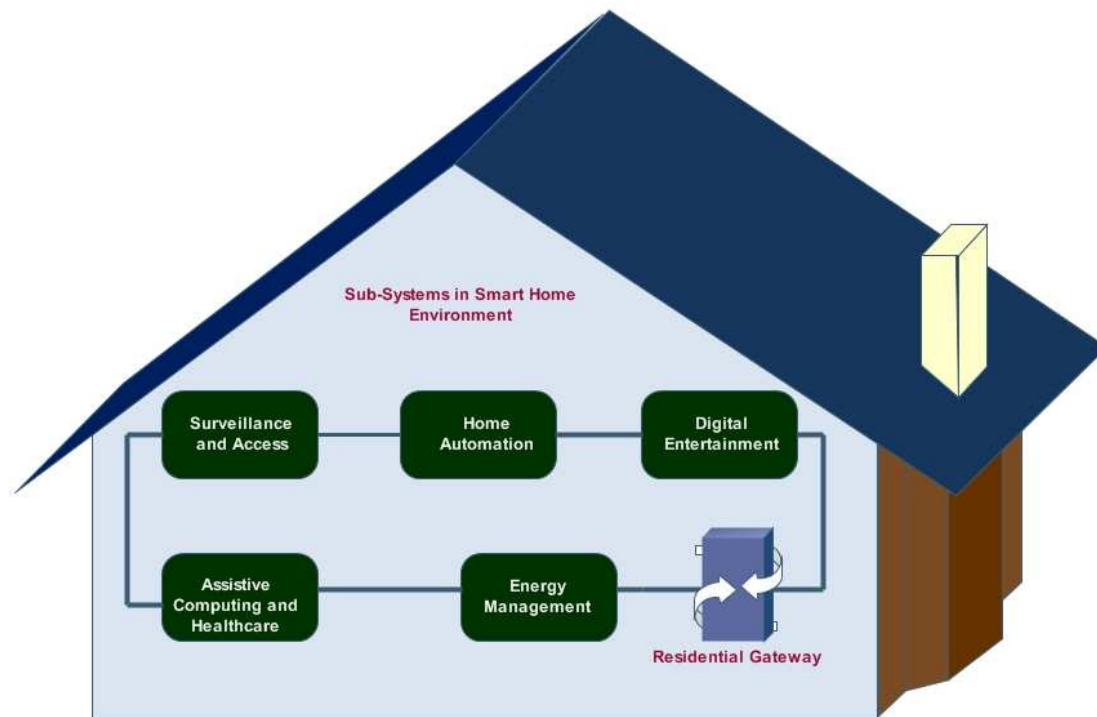 Sub-Systems in Smart Home
Environment
Surveillance
and Access
Home
Automation
Digital
Entertainment
Assistive
Computing and
Healthcare
Energy
Management
Residential Gateway